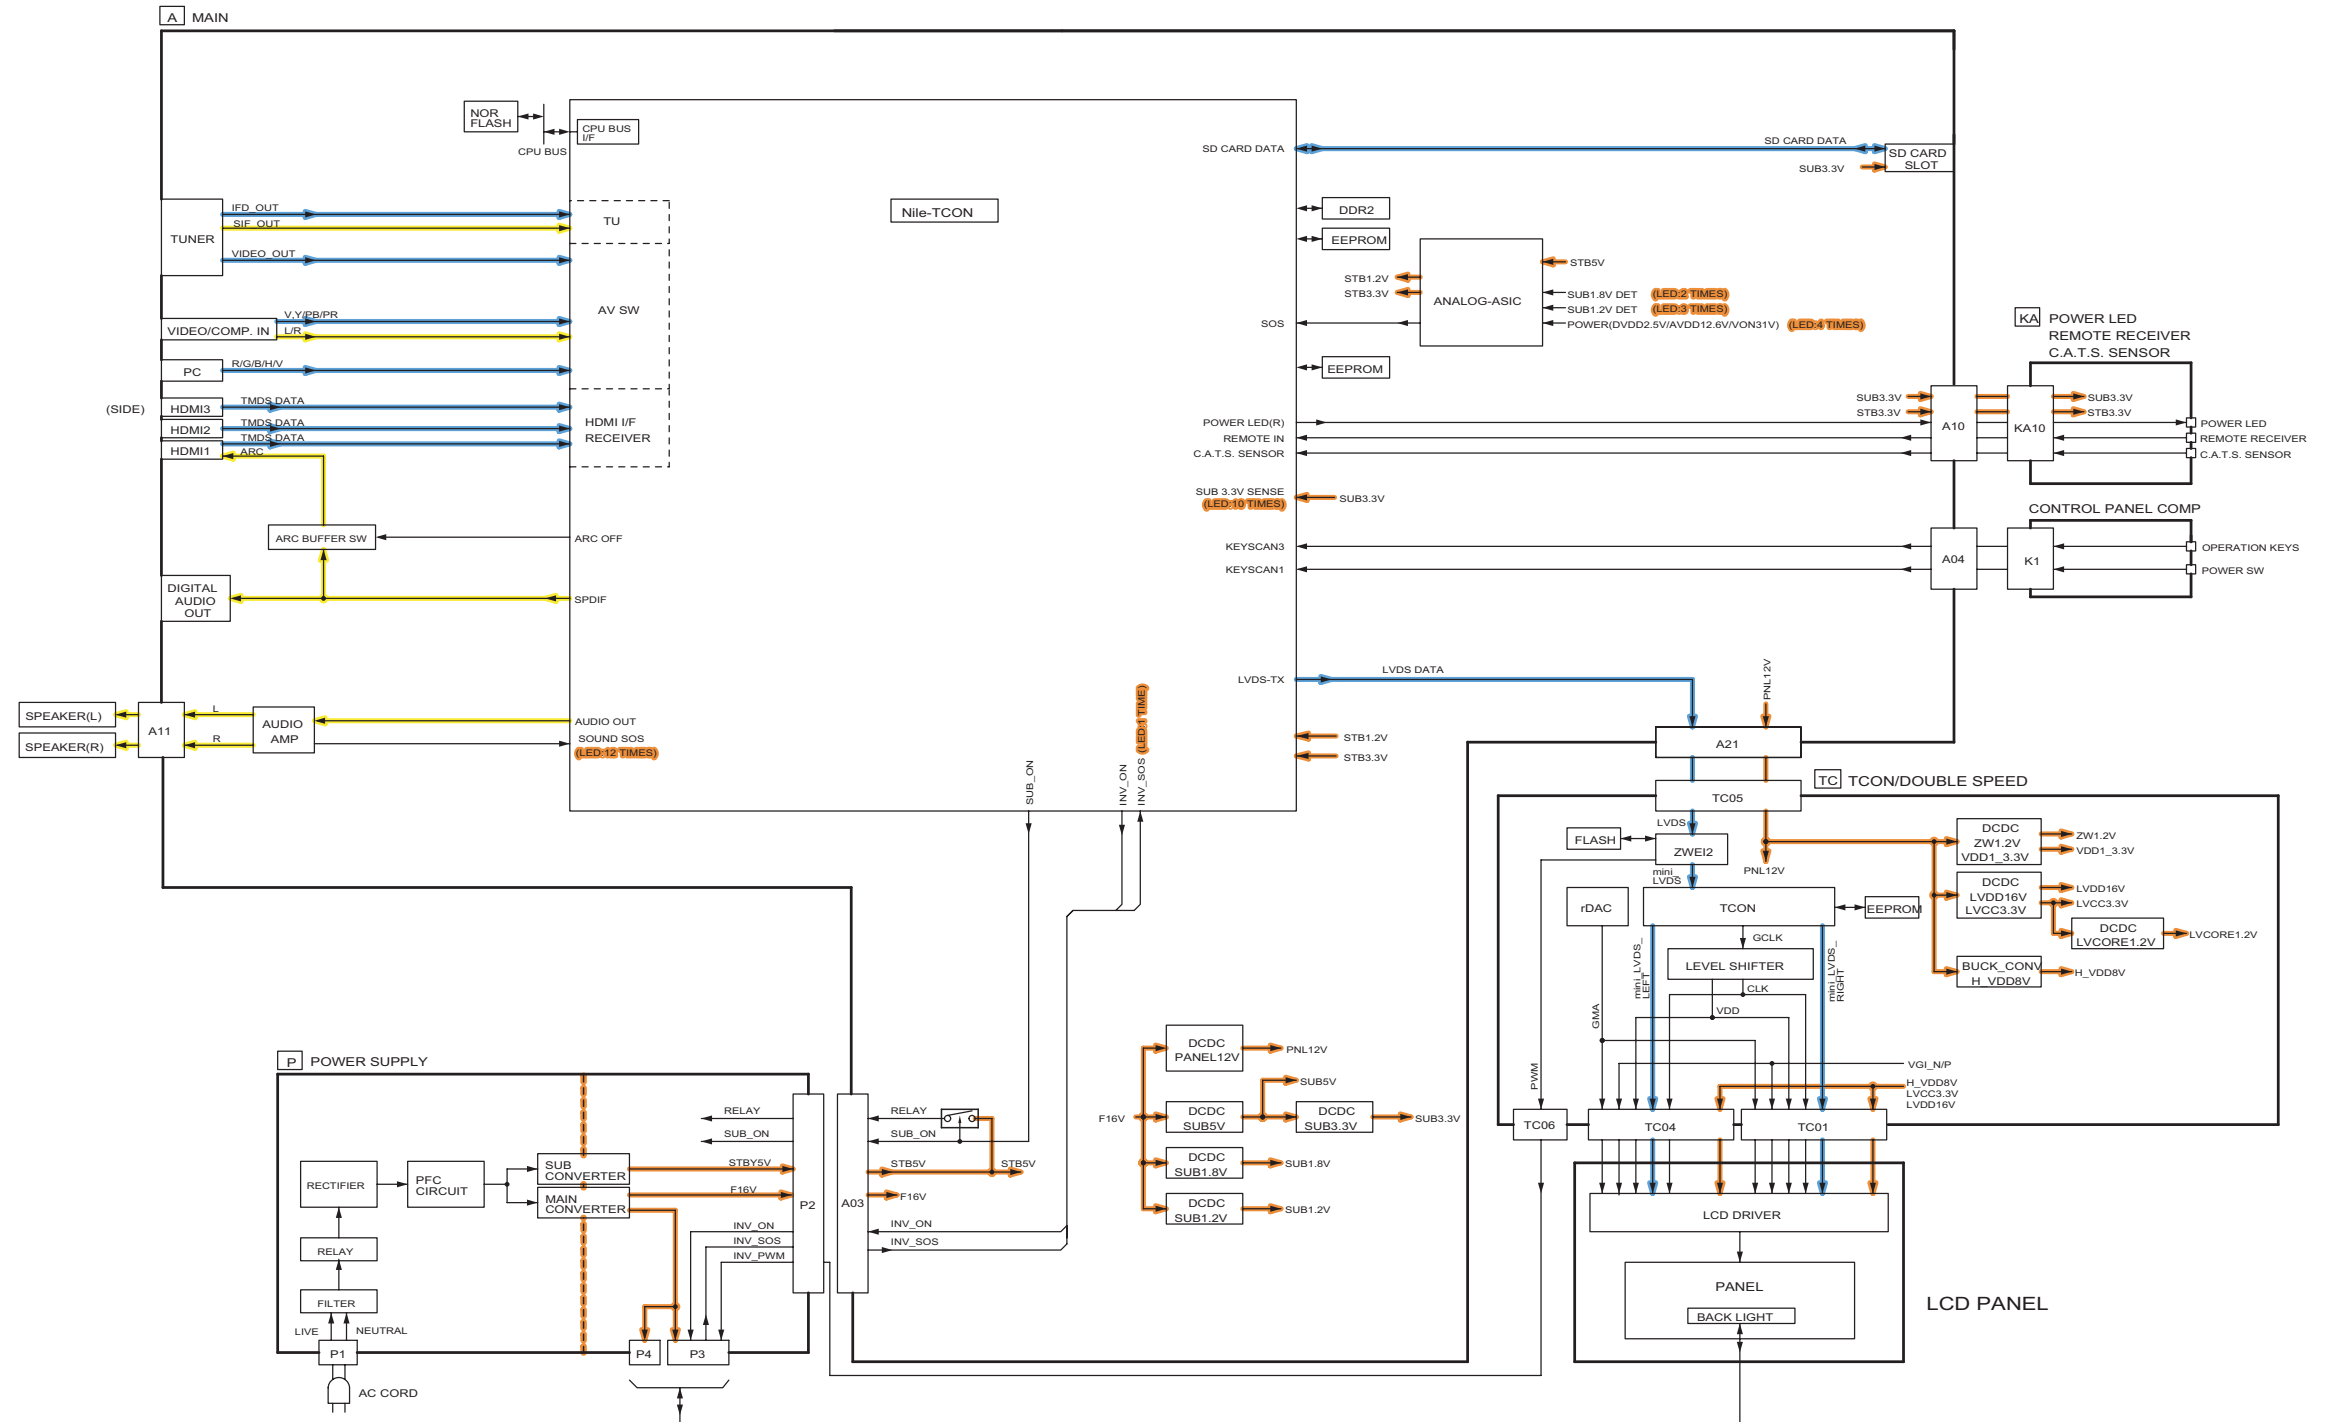 A MAIN
NOR
FLASH
CPU BUS
I/F
CPU BUS
SD CARD DATA
SD CARD DATA
SD CARD
SLOT
SUB3.3V
TUNER
IFD_OUT
SIF_OUT
VIDEO_OUT
TU
Nile-TCON
DDR2
EEPROM
AV SW
STB5V
STB1.2V
STB3.3V
ANALOG-ASIC
SUB1.8V DET (LED:2 TIMES)
SUB1.2V DET (LED:3 TIMES)
POWER(DVDD2.5V/AVDD12.6V/VON31V) (LED:4 TIMES)
SOS
EEPROM
VIDEO/COMP. IN
V,Y/PB/PR
L/R
PC
R/G/B/H/V
(SIDE)
HDMI3
TMDS DATA
HDMI2
TMDS DATA
HDMI1
TMDS DATA
ARC
HDMI I/F
RECEIVER
KA POWER LED
REMOTE RECEIVER
C.A.T.S. SENSOR
SUB3.3V
STB3.3V
A10
KA10
SUB3.3V
STB3.3V
POWER LED(R)
REMOTE IN
C.A.T.S. SENSOR
POWER LED
REMOTE RECEIVER
C.A.T.S. SENSOR
SUB 3.3V SENSE
(LED:10 TIMES)
SUB3.3V
CONTROL PANEL COMP
ARC BUFFER SW
ARC OFF
KEYSCAN3
KEYSCAN1
A04
K1
OPERATION KEYS
POWER SW
DIGITAL
AUDIO
OUT
SPDIF
LVDS-TX
LVDS DATA
PNL12V
SPEAKER(L)
SPEAKER(R)
A11
L
R
AUDIO
AMP
AUDIO OUT
SOUND SOS
(LED:12 TIMES)
SUB_ON
INV_ON
INV_SOS (LED:1 TIME)
STB1.2V
STB3.3V
A21
TC TCON/DOUBLE SPEED
TC05
LVDS
FLASH
ZWEI2
PNL12V
mini_
LVDS
DCDC
ZW1.2V
VDD1_3.3V
ZW1.2V
VDD1_3.3V
DCDC
LVDD16V
LVCC3.3V
LVDD16V
LVCC3.3V
DCDC
LVCORE1.2V
LVCORE1.2V
BUCK_CONV
H_VDD8V
H_VDD8V
rDAC
TCON
EEPROM
GCLK
LEVEL SHIFTER
mini_LVDS_
LEFT
mini_LVDS_
RIGHT
CLK
VDD
GMA
PWM
VGI_N/P
H_VDD8V
LVCC3.3V
LVDD16V
TC06
TC04
TC01
LCD DRIVER
PANEL
BACK LIGHT
LCD PANEL
P POWER SUPPLY
RECTIFIER
PFC
CIRCUIT
SUB
CONVERTER
MAIN
CONVERTER
RELAY
FILTER
LIVE
NEUTRAL
P1
AC CORD
RELAY
SUB_ON
STBY5V
F16V
INV_ON
INV_SOS
INV_PWM
P2
P4
P3
A03
RELAY
SUB_ON
STB5V
STB5V
F16V
INV_ON
INV_SOS
F16V
DCDC
PANEL12V
PNL12V
SUB5V
DCDC
SUB5V
DCDC
SUB3.3V
SUB3.3V
DCDC
SUB1.8V
SUB1.8V
DCDC
SUB1.2V
SUB1.2V